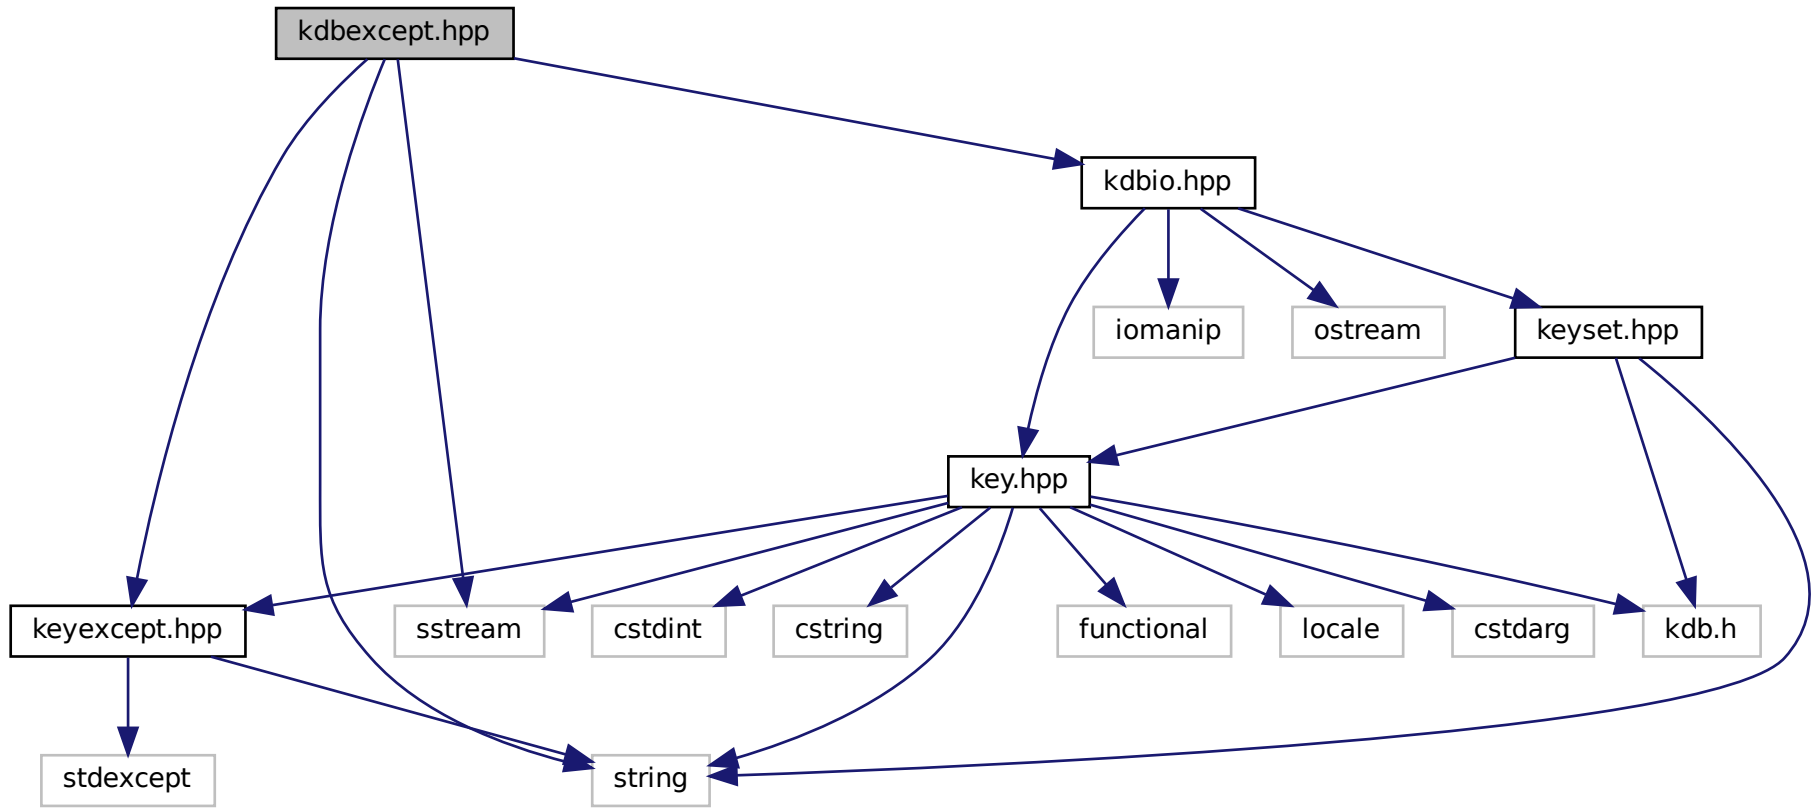 kdbexcept.hpp
kdbio.hpp
iomanip
ostream
keyset.hpp
key.hpp
keyexcept.hpp
sstream
cstdint
cstring
functional
locale
cstdarg
kdb.h
stdexcept
string